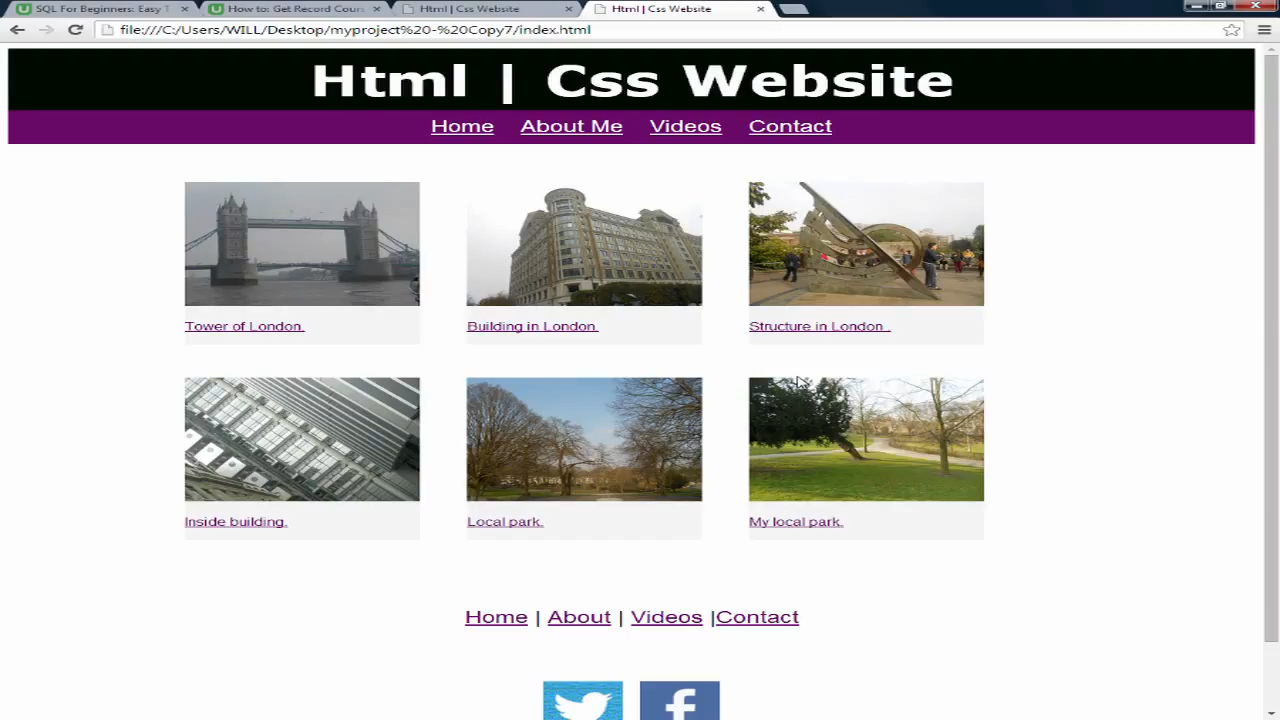 SQL For Beginners: Easy
How to: Get Record Cours
Html | Css Website
Html | Css Website
file:///C:/Users/WILL/Desktop/myproject%20-%20Copy7/index.html
Html | Css Website
Home About Me Videos Contact
Tower of London.
Building in London.
Structure in London .
Inside building.
Local park.
My local park.
Home | About | Videos |Contact